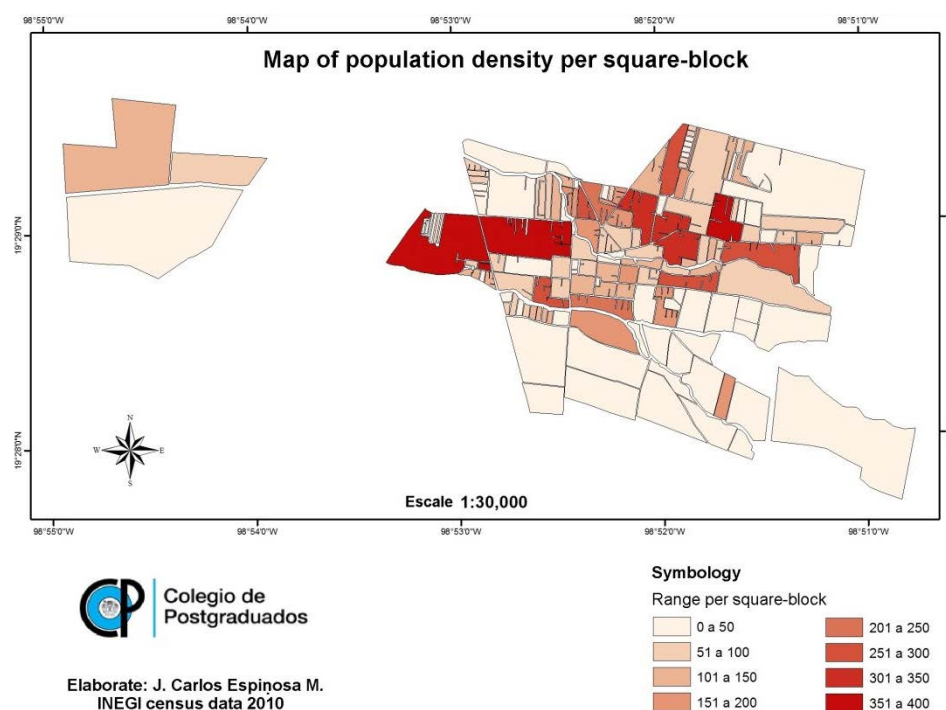 98°55'0"W 98°54'0"W 98°53'0"W 98°52'0"W 98°51'0"W
Map of population density per square-block
19°29'0"N
19°28'0"N
N
W E
S
Escale 1:30,000
98°55'0"W 98°54'0"W 98°53'0"W 98°52'0"W 98°51'0"W
CP
Colegio de
Postgraduados
Elaborate: J. Carlos Espinosa M.
INEGI census data 2010
Symbology
Range per square-block
0 a 50
51 a 100
101 a 150
151 a 200
201 a 250
251 a 300
301 a 350
351 a 400